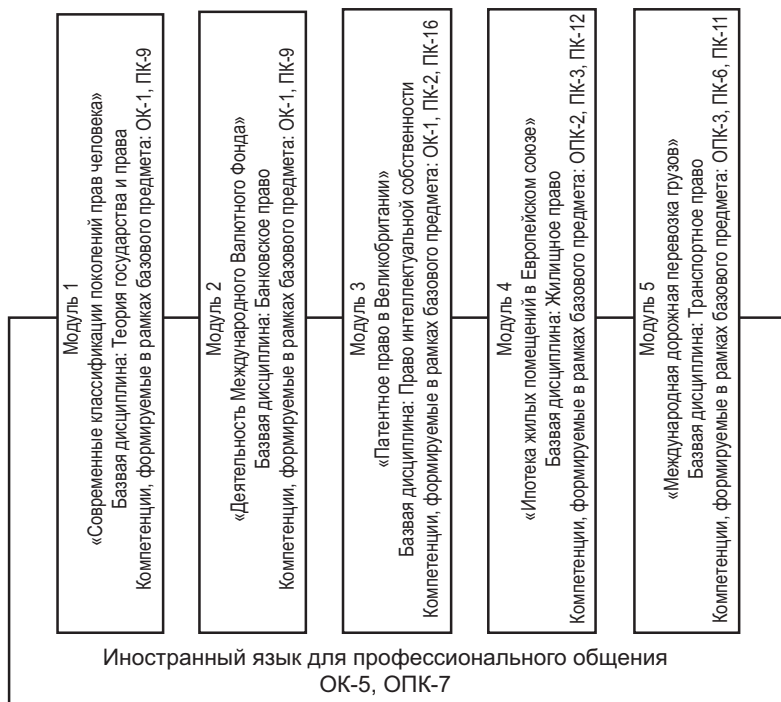 Модуль 1
«Современные классификации поколений прав человека»
Базвая дисциплина: Теория государства и права
Компетенции, формируемые в рамках базового предмета: ОК-1, ПК-9
Модуль 2
«Деятельность Международного Валютного Фонда»
Базвая дисциплина: Банковское право
Компетенции, формируемые в рамках базового предмета: ОК-1, ПК-9
Модуль 3
«Патентное право в Великобритании»
Базвая дисциплина: Право интеллектуальной собственности
Компетенции, формируемые в рамках базового предмета: ОК-1, ПК-2, ПК-16
Модуль 4
«Ипотека жилых помещений в Европейском союзе»
Базвая дисциплина: Жилищное право
Компетенции, формируемые в рамках базового предмета: ОПК-2, ПК-3, ПК-12
Модуль 5
«Международная дорожная перевозка грузов»
Базвая дисциплина: Транспортное право
Компетенции, формируемые в рамках базового предмета: ОПК-3, ПК-6, ПК-11
Иностранный язык для профессионального общения
ОК-5, ОПК-7